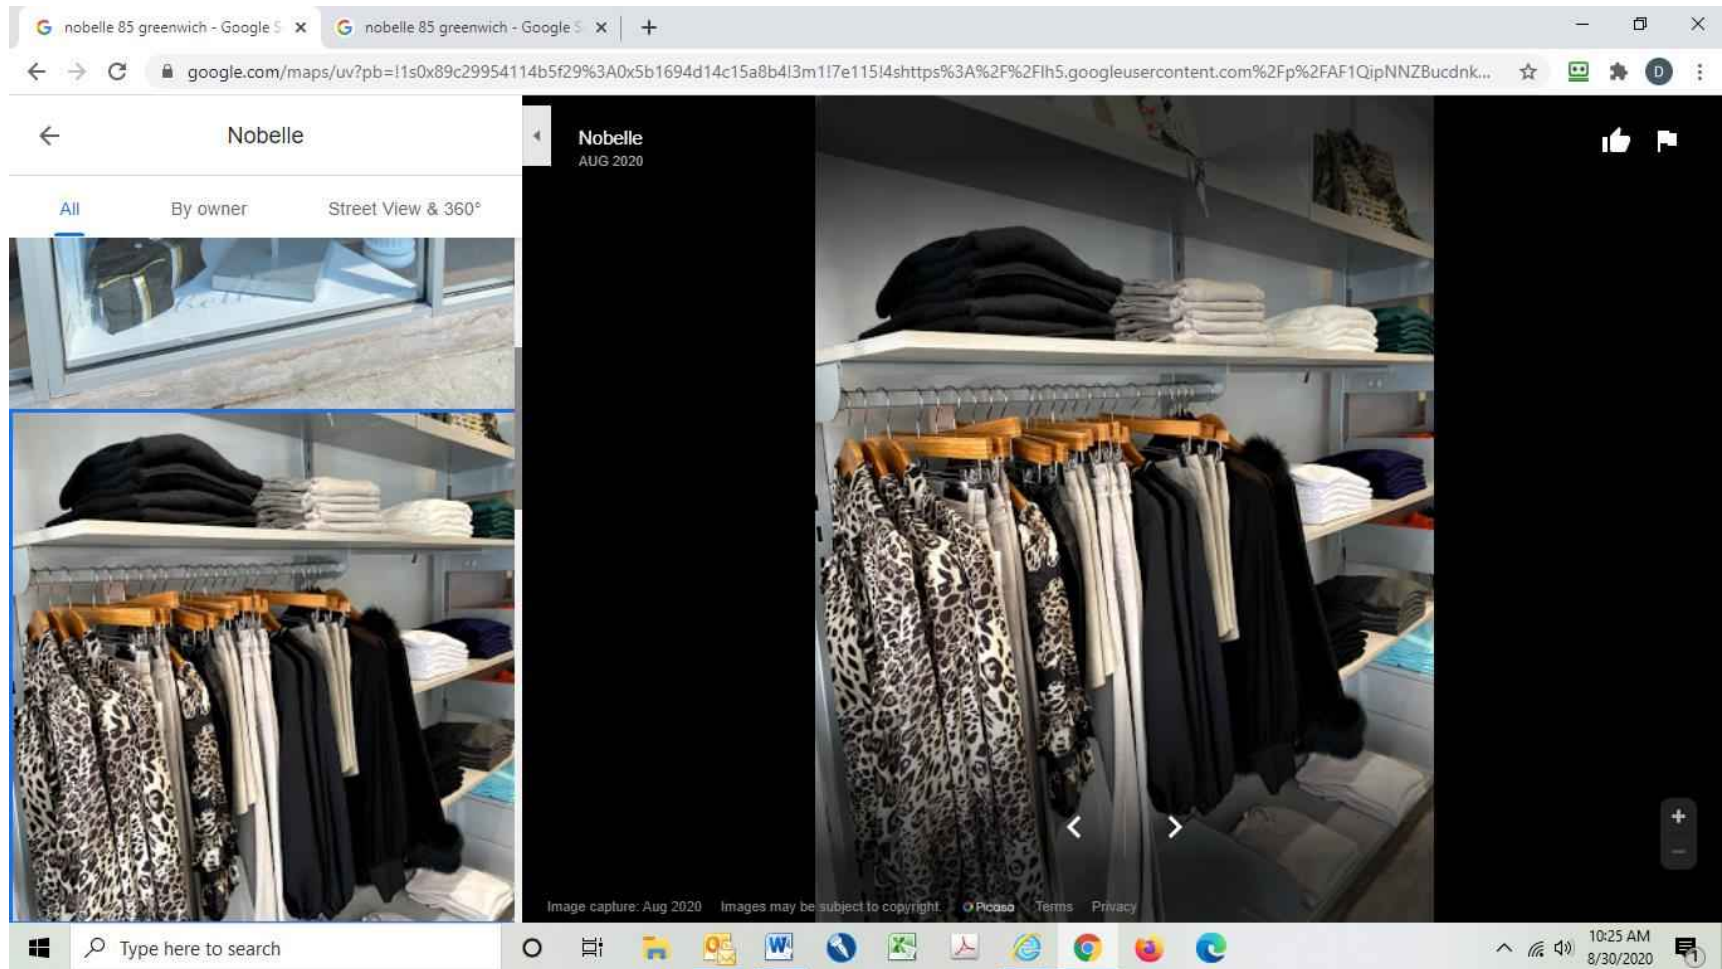 nobelle 85 greenwich - Google S
nobelle 85 greenwich - Google S
google.com/maps/uv?pb=!1s0x89c29954114b5f29%3A0x5b1694d14c15a8b4!3m1!7e115!4shttps%3A%2F%2Flh5.googleusercontent.com%2Fp%2FAF1QipNNZBucdnk...
D
Nobelle
All By owner Street View & 360°
Nobelle
AUG 2020
Image capture: Aug 2020 Images may be subject to copyright. Picasa Terms Privacy
Type here to search
10:25 AM
8/30/2020
1